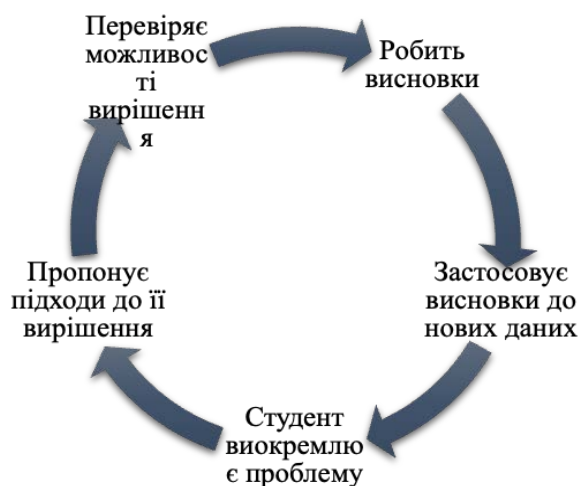 Перевіряє
можливос
ті
вирішенн
я
Робить
висновки
Застосовує
висновки до
нових даних
Студент
виокремлю
є проблему
Пропонує
підходи до її
вирішення